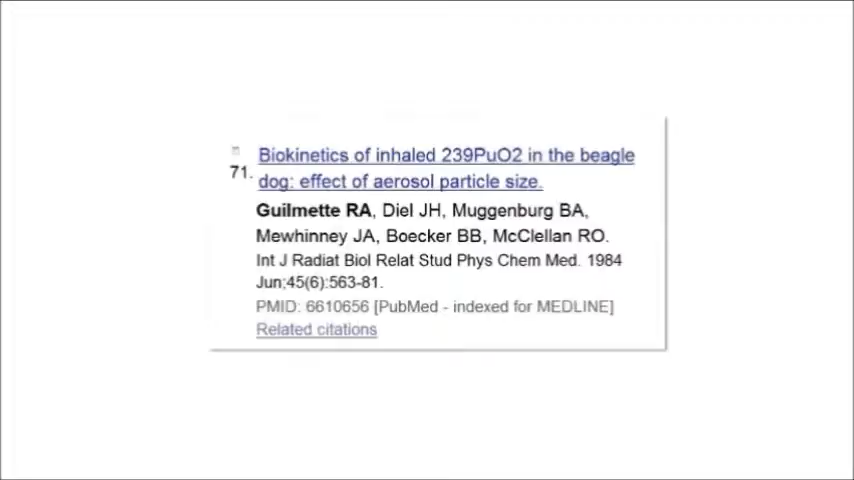 71. Biokinetics of inhaled 239PuO2 in the beagle
dog: effect of aerosol particle size.
Guilmette RA, Diel JH, Muggenburg BA,
Mewhinney JA, Boecker BB, McClellan RO.
Int J Radiat Biol Relat Stud Phys Chem Med. 1984
Jun;45(6):563-81.
PMID: 6610656 [PubMed - indexed for MEDLINE]
Related citations